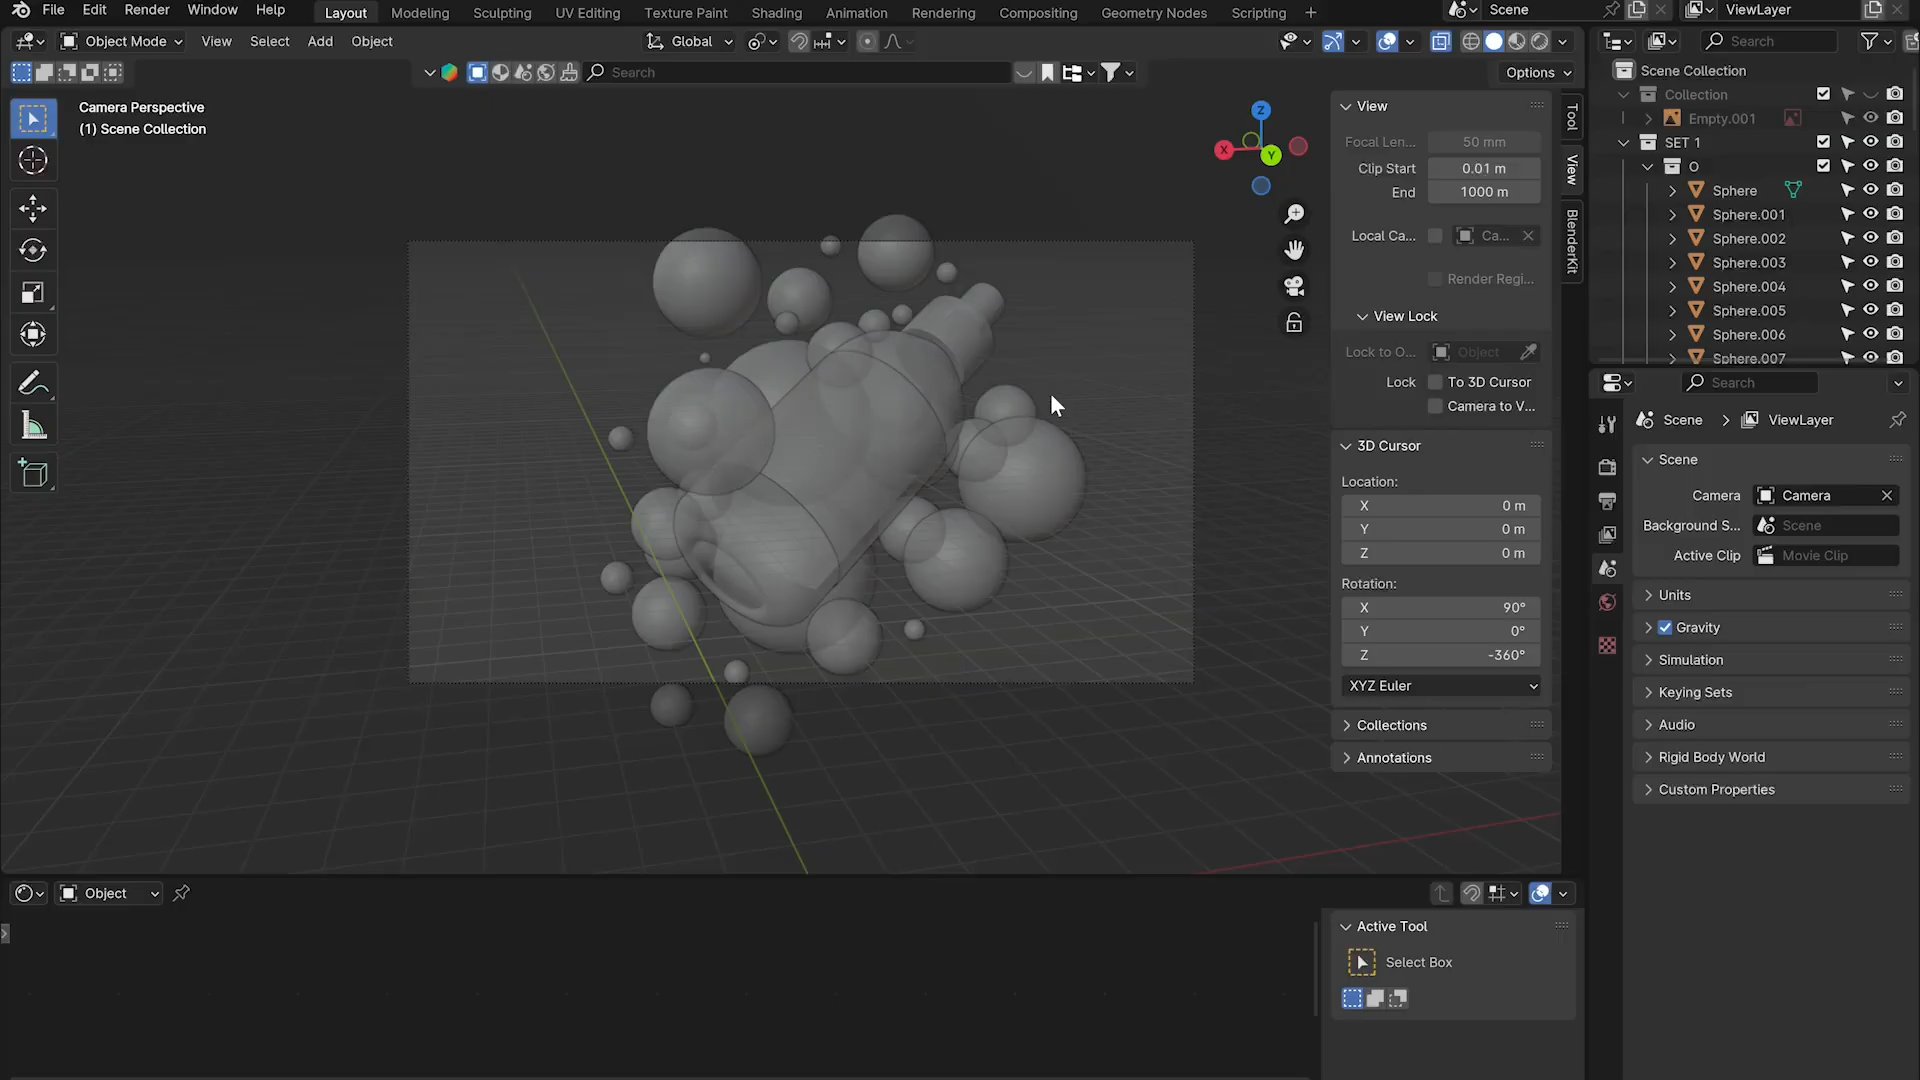 File Edit Render Window Help Layout Modeling Sculpting UV Editing Texture Paint Shading Animation Rendering Compositing Geometry Nodes Scripting + Scene ViewLayer
Object Mode View Select Add Object Global Search
Search Options
Camera Perspective
(1) Scene Collection
X Y Z
View
Focal Len... 50 mm
Clip Start 0.01 m
End 1000 m
Local Ca... Ca...
Render Regi...
View Lock
Lock to O... Object
Lock To 3D Cursor
Camera to V...
3D Cursor
Location:
X 0 m
Y 0 m
Z 0 m
Rotation:
X 90°
Y 0°
Z -360°
XYZ Euler
Collections
Annotations
Tool
View
BlenderKit
Scene Collection
Collection
Empty.001
SET 1
O
Sphere
Sphere.001
Sphere.002
Sphere.003
Sphere.004
Sphere.005
Sphere.006
Sphere.007
Search
Scene ViewLayer
Scene
Camera Camera
Background S... Scene
Active Clip Movie Clip
Units
Gravity
Simulation
Keying Sets
Audio
Rigid Body World
Custom Properties
Object
Active Tool
Select Box